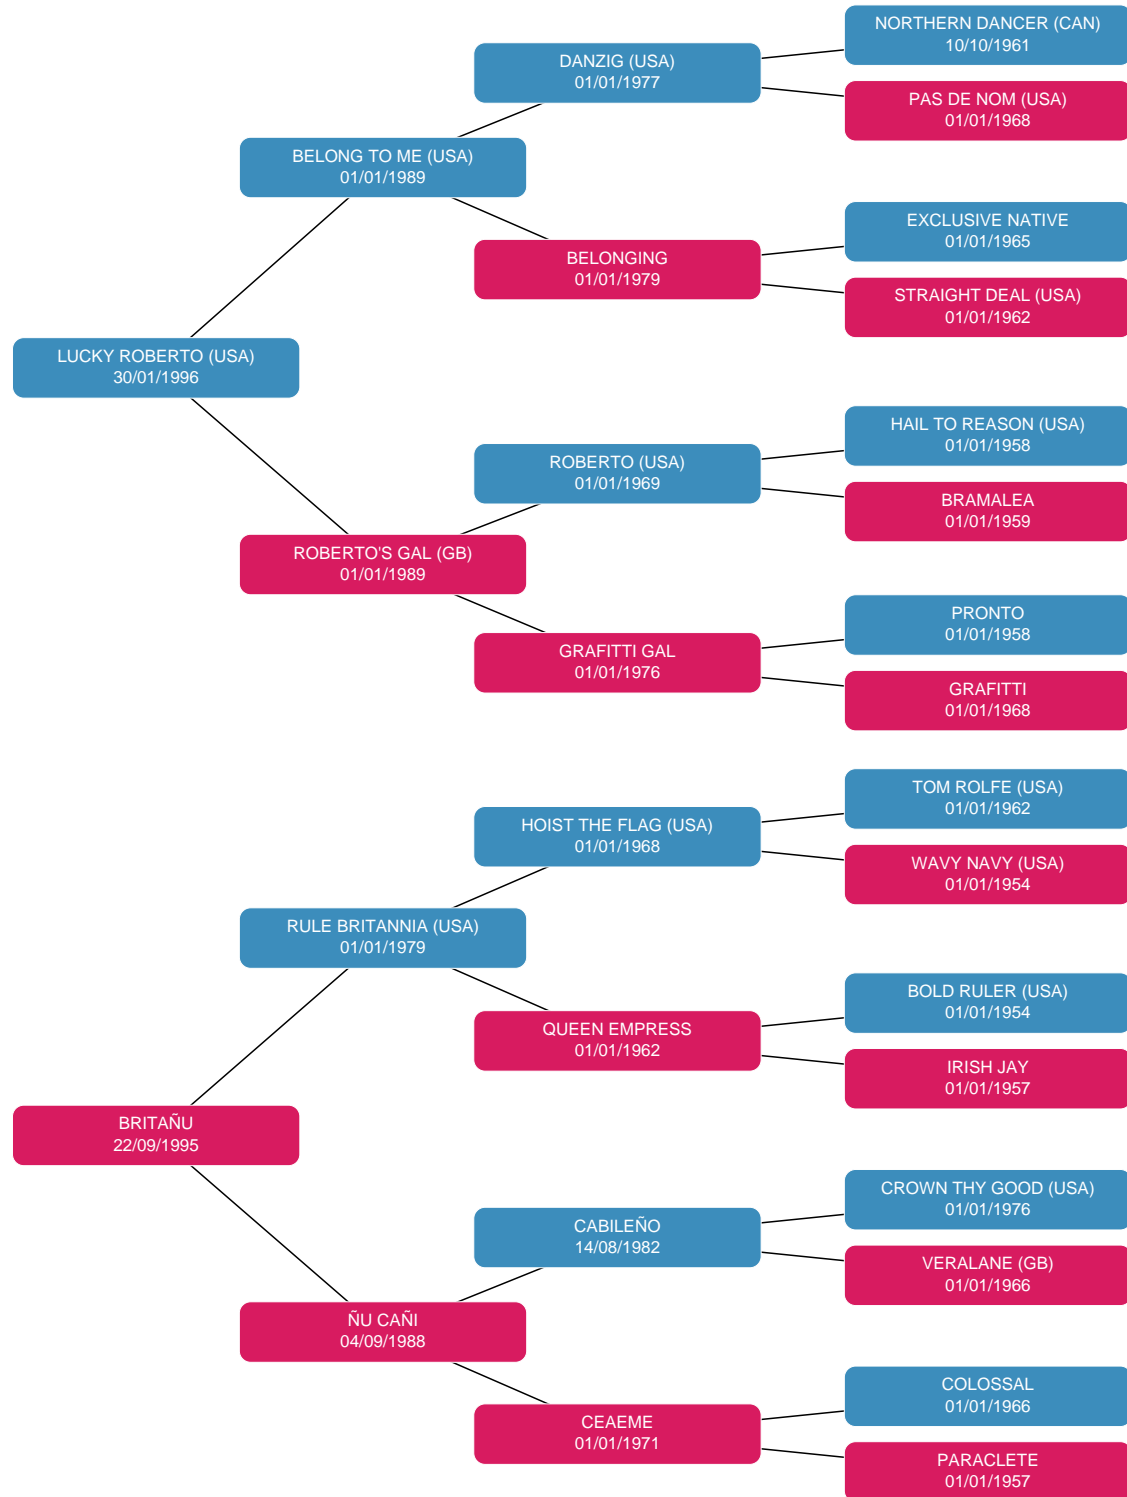 NORTHERN DANCER (CAN)
10/10/1961
DANZIG (USA)
01/01/1977
PAS DE NOM (USA)
01/01/1968
BELONG TO ME (USA)
01/01/1989
EXCLUSIVE NATIVE
01/01/1965
BELONGING
01/01/1979
STRAIGHT DEAL (USA)
01/01/1962
LUCKY ROBERTO (USA)
30/01/1996
HAIL TO REASON (USA)
01/01/1958
ROBERTO (USA)
01/01/1969
BRAMALEA
01/01/1959
ROBERTO'S GAL (GB)
01/01/1989
PRONTO
01/01/1958
GRAFITTI GAL
01/01/1976
GRAFITTI
01/01/1968
TOM ROLFE (USA)
01/01/1962
HOIST THE FLAG (USA)
01/01/1968
WAVY NAVY (USA)
01/01/1954
RULE BRITANNIA (USA)
01/01/1979
BOLD RULER (USA)
01/01/1954
QUEEN EMPRESS
01/01/1962
IRISH JAY
01/01/1957
BRITAÑU
22/09/1995
CROWN THY GOOD (USA)
01/01/1976
CABILEÑO
14/08/1982
VERALANE (GB)
01/01/1966
ÑU CAÑI
04/09/1988
COLOSSAL
01/01/1966
CEAEME
01/01/1971
PARACLETE
01/01/1957